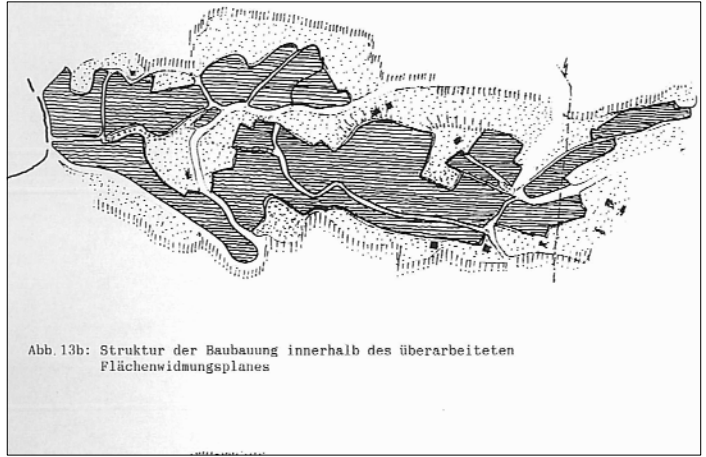 Abb. 13b: Struktur der Baubauung innerhalb des überarbeiteten
Flächenwidmungsplanes